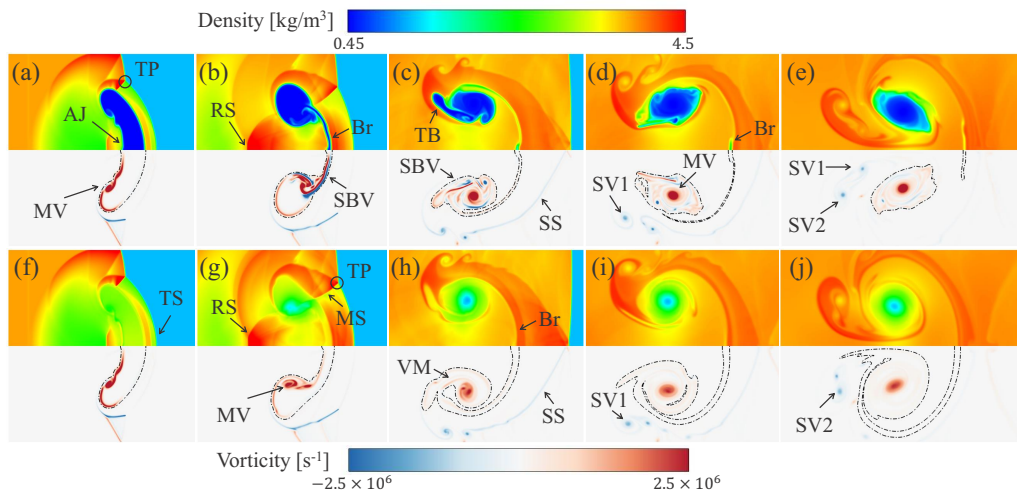 Density [kg/m³]
0.45 4.5
(a) TP (b) (c) (d) (e)
AJ RS Br TB Br
MV SBV SBV SS SV1 MV SV1 SV2
(f) (g) TP (h) (i) (j)
TS RS MS Br
MV VM SS SV1 SV2
Vorticity [s⁻¹]
−2.5 × 10⁶ 2.5 × 10⁶